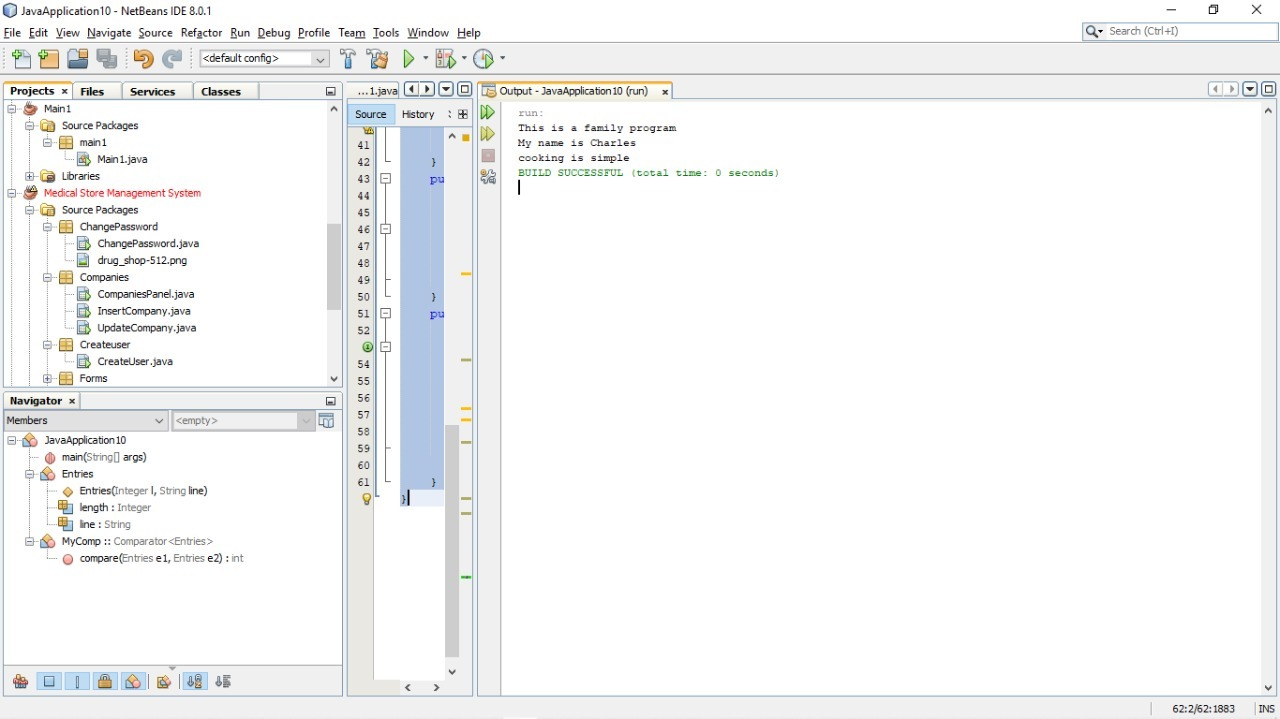 JavaApplication10 - NetBeans IDE 8.0.1
File Edit View Navigate Source Refactor Run Debug Profile Team Tools Window Help
Search (Ctrl+I)
<default config>
Projects Files Services Classes
Main1
Source Packages
main1
Main1.java
Libraries
Medical Store Management System
Source Packages
ChangePassword
ChangePassword.java
drug_shop-512.png
Companies
CompaniesPanel.java
InsertCompany.java
UpdateCompany.java
Createuser
CreateUser.java
Forms
Navigator
Members
<empty>
JavaApplication10
main(String[] args)
Entries
Entries(Integer l, String line)
length : Integer
line : String
MyComp :: Comparator<Entries>
compare(Entries e1, Entries e2) : int
...1.java
Source History
41
42 }
43 pu
44
45
46
47
48
49
50 }
51 pu
52
54
55
56
57
58
59
60
61 }
}
Output - JavaApplication10 (run)
run:
This is a family program
My name is Charles
cooking is simple
BUILD SUCCESSFUL (total time: 0 seconds)
62:2/62:1883 INS